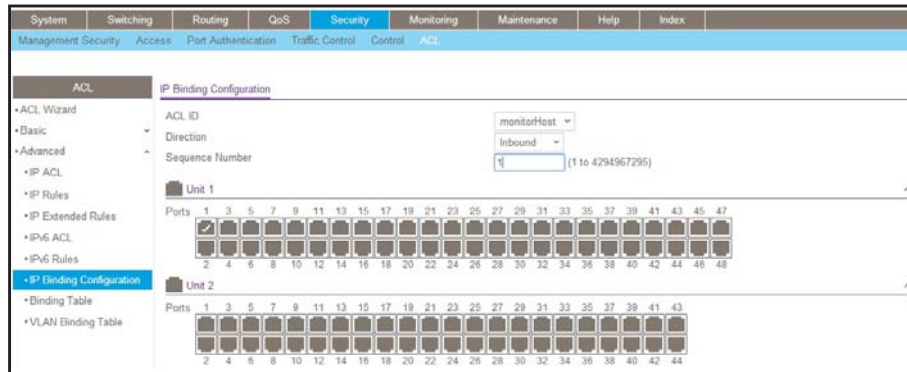 System Switching Routing QoS Security Monitoring Maintenance Help Index
Management Security Access Port Authentication Traffic Control Control ACL
ACL
• ACL Wizard
• Basic
• Advanced
• IP ACL
• IP Rules
• IP Extended Rules
• IPv6 ACL
• IPv6 Rules
• IP Binding Configuration
• Binding Table
• VLAN Binding Table
IP Binding Configuration
ACL ID monitorHost
Direction Inbound
Sequence Number 1 (1 to 4294967295)
Unit 1
Ports 1 3 5 7 9 11 13 15 17 19 21 23 25 27 29 31 33 35 37 39 41 43 45 47
2 4 6 8 10 12 14 16 18 20 22 24 26 28 30 32 34 36 38 40 42 44 46 48
Unit 2
Ports 1 3 5 7 9 11 13 15 17 19 21 23 25 27 29 31 33 35 37 39 41 43
2 4 6 8 10 12 14 16 18 20 22 24 26 28 30 32 34 36 38 40 42 44